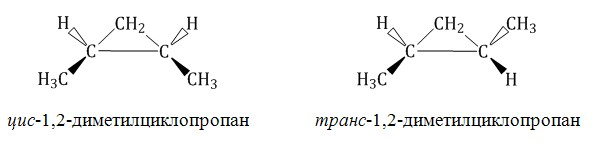 H CH₂ H
C C
H₃C CH₃
H CH₂ CH₃
C C
H₃C H
цис-1,2-диметилциклопропан
транс-1,2-диметилциклопропан